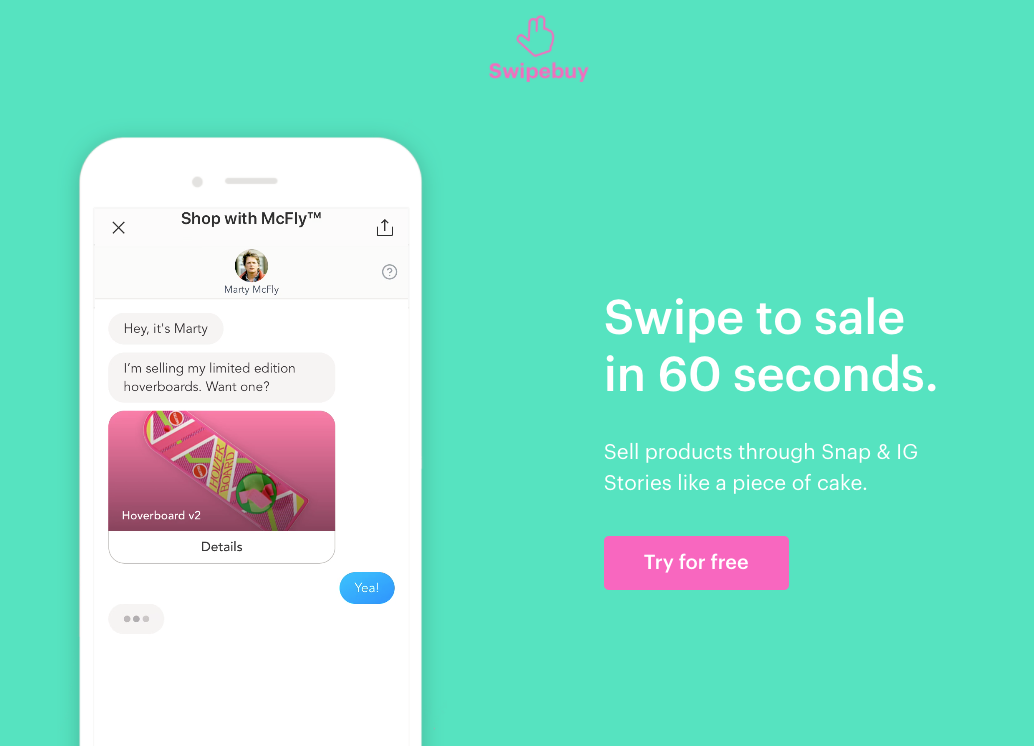 Swipebuy
Shop with McFly™
Marty McFly
Hey, it's Marty
I'm selling my limited edition
hoverboards. Want one?
HOVER
BOARD
Hoverboard v2
Details
Yea!
Swipe to sale
in 60 seconds.
Sell products through Snap & IG
Stories like a piece of cake.
Try for free